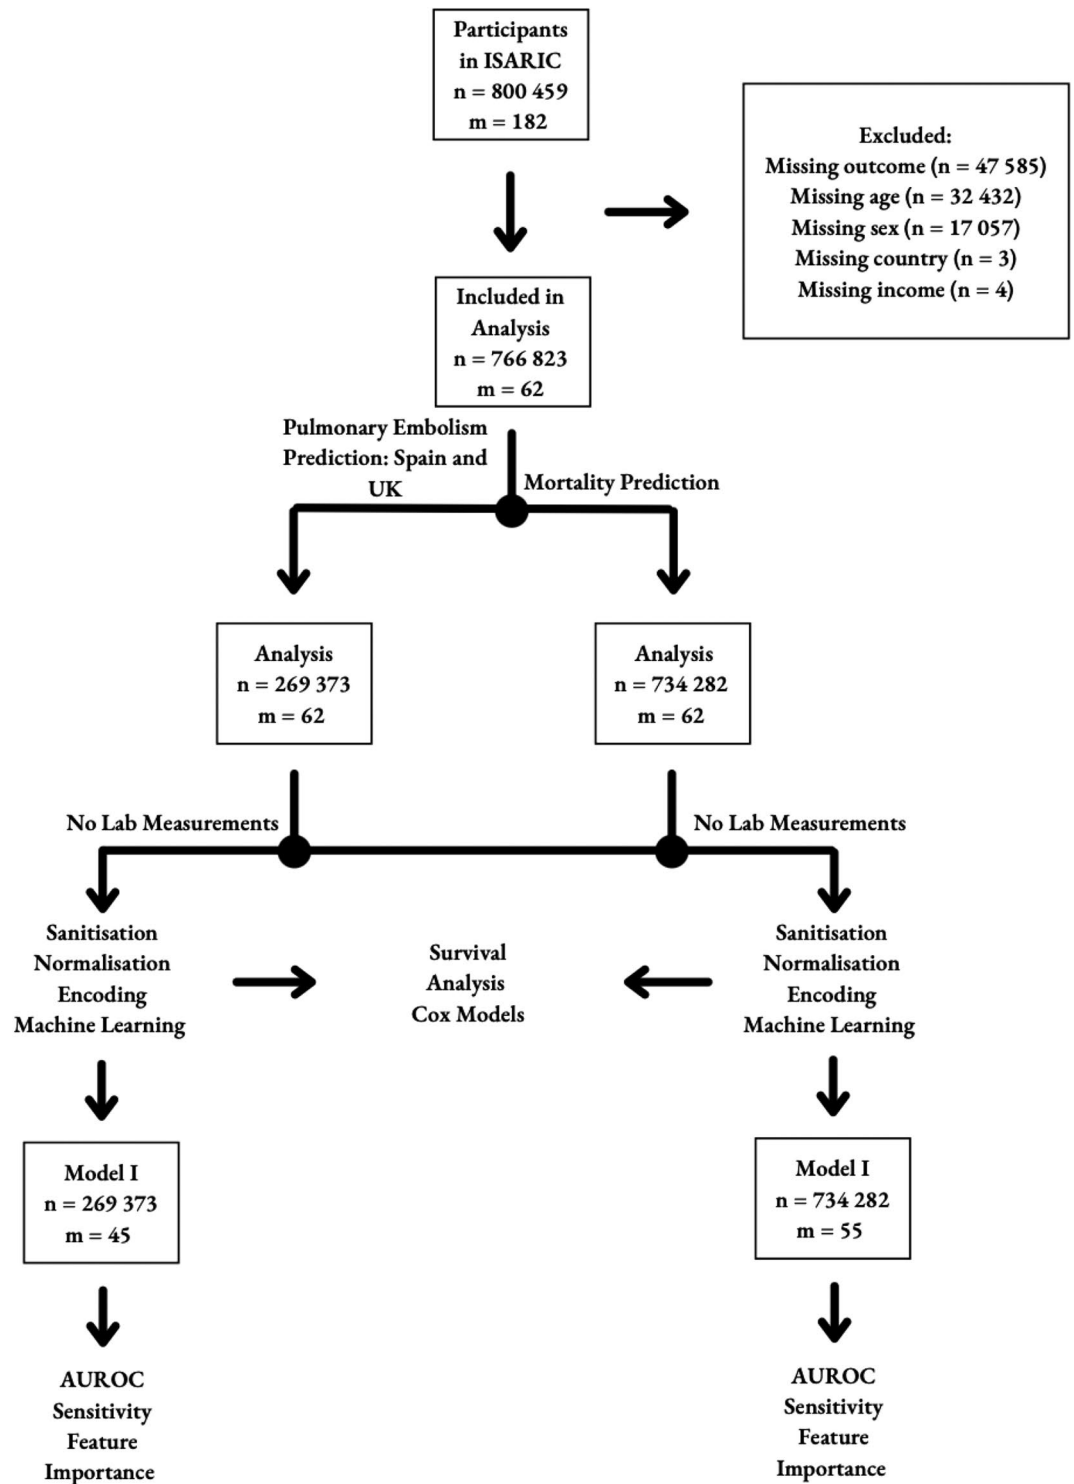 Participants
in ISARIC
n = 800 459
m = 182
Excluded:
Missing outcome (n = 47 585)
Missing age (n = 32 432)
Missing sex (n = 17 057)
Missing country (n = 3)
Missing income (n = 4)
Included in
Analysis
n = 766 823
m = 62
Pulmonary Embolism
Prediction: Spain and
UK
Mortality Prediction
Analysis
n = 269 373
m = 62
Analysis
n = 734 282
m = 62
No Lab Measurements
No Lab Measurements
Sanitisation
Normalisation
Encoding
Machine Learning
Survival
Analysis
Cox Models
Sanitisation
Normalisation
Encoding
Machine Learning
Model I
n = 269 373
m = 45
Model I
n = 734 282
m = 55
AUROC
Sensitivity
Feature
Importance
AUROC
Sensitivity
Feature
Importance